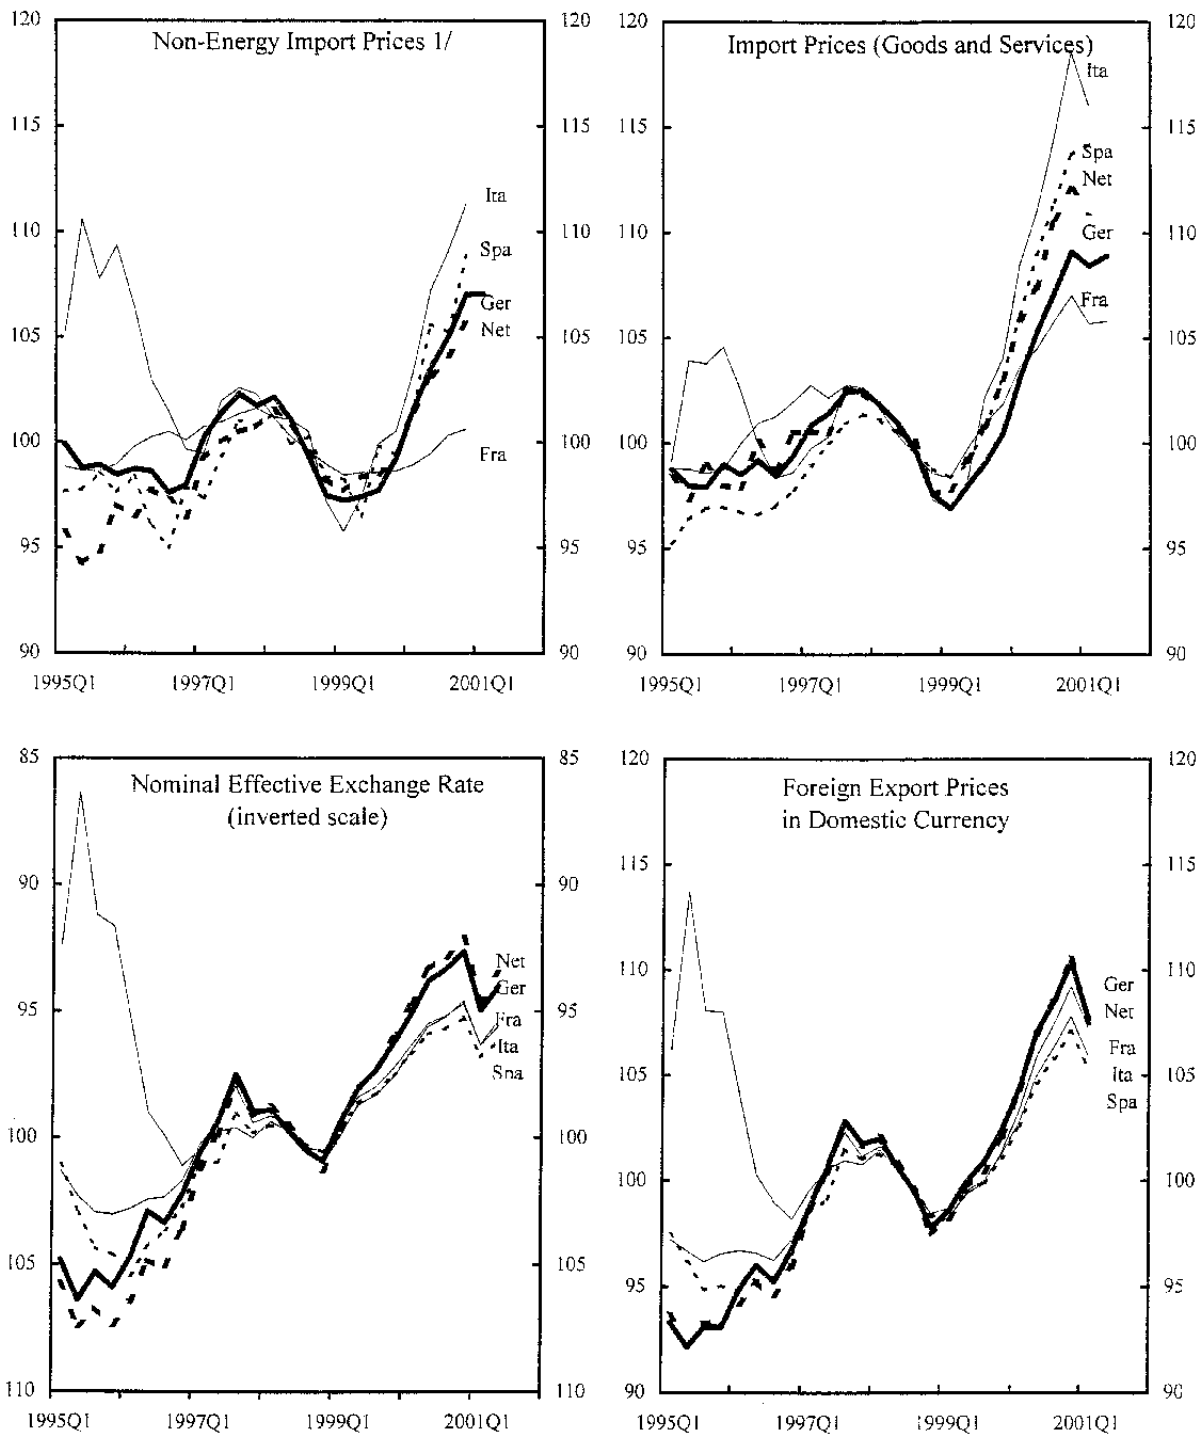 Non-Energy Import Prices 1/
120
115
110
105
100
95
90
120
115
110
105
100
95
90
Ita
Spa
Ger
Net
Fra
1995Q1 1997Q1 1999Q1 2001Q1
Import Prices (Goods and Services)
120
115
110
105
100
95
90
120
115
110
105
100
95
90
Ita
Spa
Net
Ger
Fra
1995Q1 1997Q1 1999Q1 2001Q1
Nominal Effective Exchange Rate
(inverted scale)
85
90
95
100
105
110
85
90
95
100
105
110
Net
Ger
Fra
Ita
Spa
1995Q1 1997Q1 1999Q1 2001Q1
Foreign Export Prices
in Domestic Currency
120
115
110
105
100
95
90
120
115
110
105
100
95
90
Ger
Net
Fra
Ita
Spa
1995Q1 1997Q1 1999Q1 2001Q1